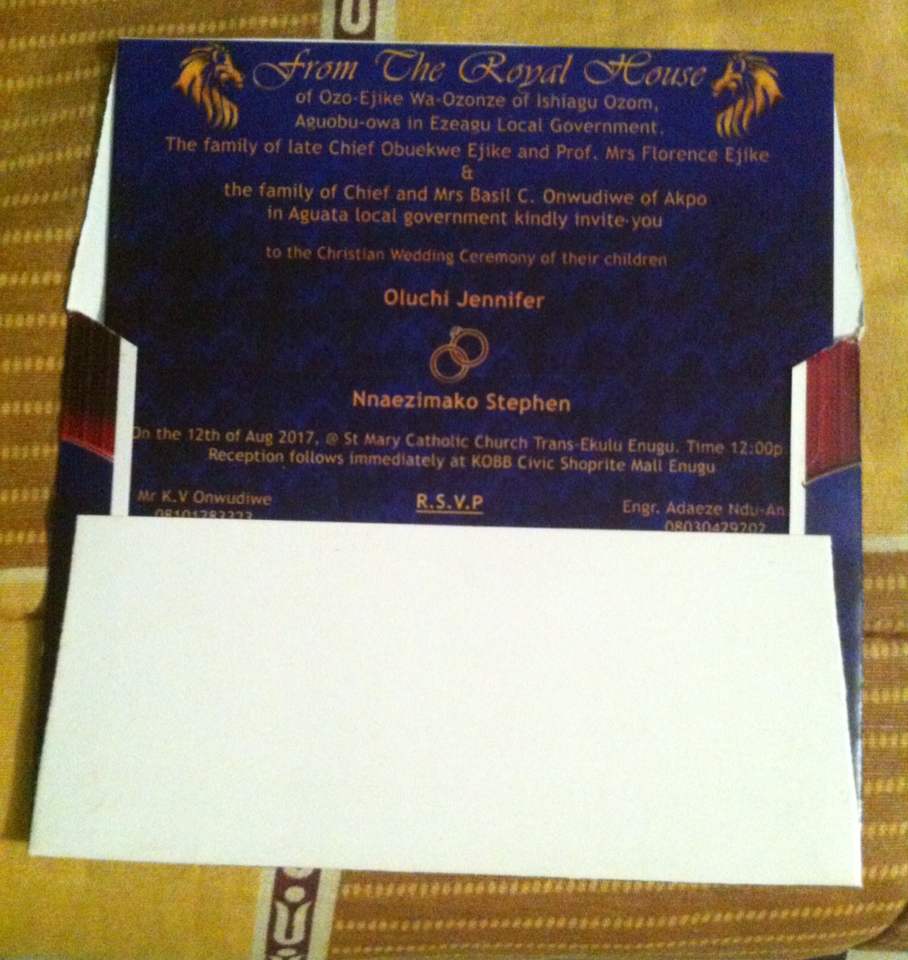 From The Royal House
of Ozo-Ejike Wa-Ozonze of Ishiagu Ozom,
Aguobu-owa in Ezeagu Local Government.
The family of late Chief Obuekwe Ejike and Prof. Mrs Florence Ejike
&
the family of Chief and Mrs Basil C. Onwudiwe of Akpo
in Aguata local government kindly invite you
to the Christian Wedding Ceremony of their children
Oluchi Jennifer
Nnaezimako Stephen
On the 12th of Aug 2017, @ St Mary Catholic Church Trans-Ekulu Enugu. Time 12:00p
Reception follows immediately at KOBB Civic Shoprite Mall Enugu
R.S.V.P
Mr K.V Onwudiwe
Engr. Adaeze Ndu-An
08030429202